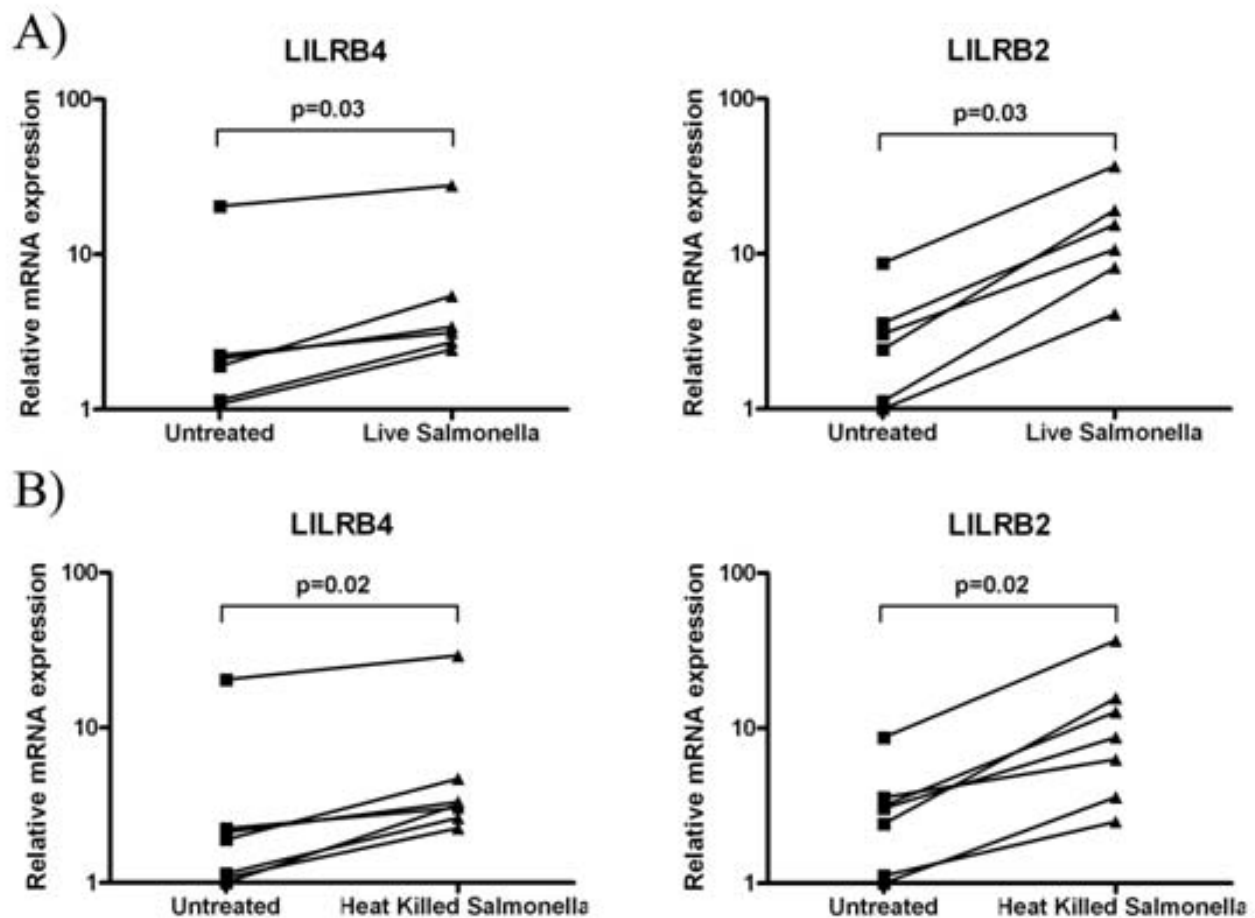 A)
LILRB4
LILRB2
Relative mRNA expression
100
10
1
p=0.03
Untreated
Live Salmonella
Relative mRNA expression
100
10
1
p=0.03
Untreated
Live Salmonella
B)
LILRB4
LILRB2
Relative mRNA expression
100
10
1
p=0.02
Untreated
Heat Killed Salmonella
Relative mRNA expression
100
10
1
p=0.02
Untreated
Heat Killed Salmonella